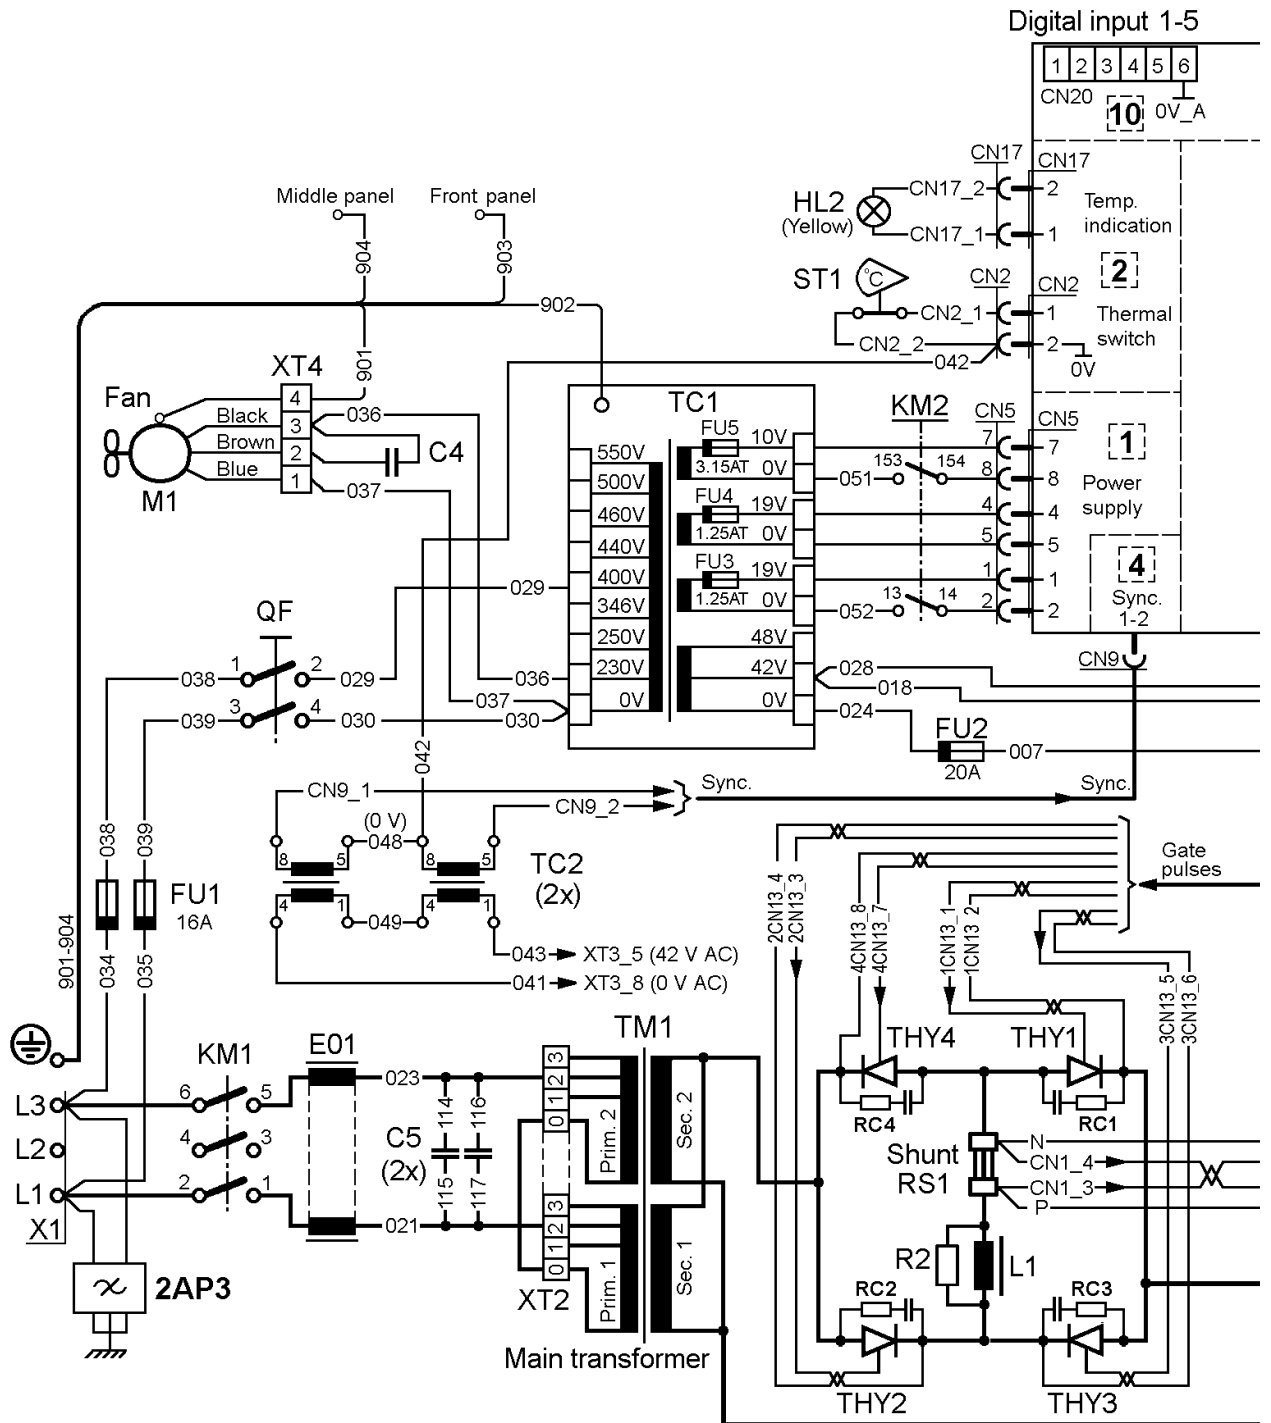 Digital input 1-5
1 2 3 4 5 6
CN20
10
0V_A
CN17
CN17
HL2
(Yellow)
CN17_2
2
CN17_1
1
Temp.
indication
2
Middle panel
Front panel
904
903
902
901
ST1
°C
CN2
CN2
CN2_1
1
CN2_2
2
042
0V
Thermal
switch
XT4
Fan
4
Black
3
036
Brown
2
C4
Blue
1
037
M1
TC1
550V
500V
460V
440V
400V
346V
250V
230V
0V
FU5
10V
3.15AT
0V
FU4
19V
1.25AT
0V
FU3
19V
1.25AT
0V
48V
42V
0V
KM2
051
153
154
052
13
14
CN5
CN5
7
7
8
8
4
4
5
5
1
1
2
2
1
Power
supply
4
Sync.
1-2
CN9
029
QF
038
1
2
029
036
039
3
4
030
037
030
028
018
024
FU2
20A
007
042
CN9_1
Sync.
Sync.
CN9_2
(0 V)
048
8
5
8
5
TC2
(2x)
4
1
4
1
049
038
039
FU1
16A
034
035
901-904
043
XT3_5 (42 V AC)
041
XT3_8 (0 V AC)
Gate
pulses
2CN13_4
2CN13_3
4CN13_8
4CN13_7
1CN13_1
1CN13_2
3CN13_5
3CN13_6
KM1
E01
TM1
THY4
THY1
L3
6
5
023
L2
4
3
L1
2
1
021
X1
C5
(2x)
114
116
115
117
3
2
1
0
3
2
1
0
XT2
Prim. 2
Sec. 2
Prim. 1
Sec. 1
Main transformer
2AP3
RC4
RC1
Shunt
RS1
N
CN1_4
CN1_3
P
R2
L1
RC2
RC3
THY2
THY3